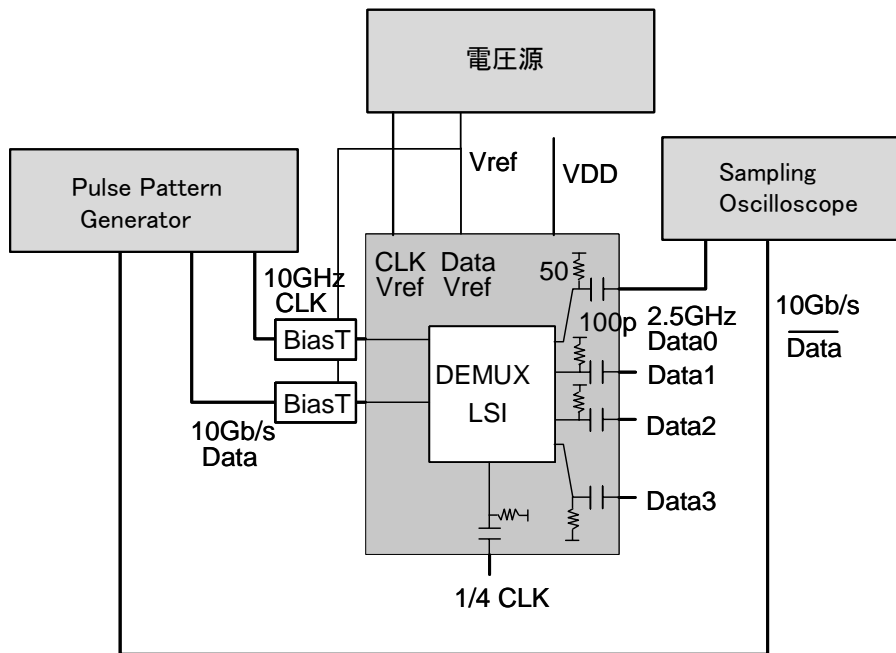 電圧源
Pulse Pattern
Generator
Vref
VDD
Sampling
Oscilloscope
10GHz
CLK
CLK
Vref
Data
Vref
50
100p
2.5GHz
Data0
10Gb/s
Data
BiasT
BiasT
DEMUX
LSI
Data1
Data2
Data3
10Gb/s
Data
1/4 CLK